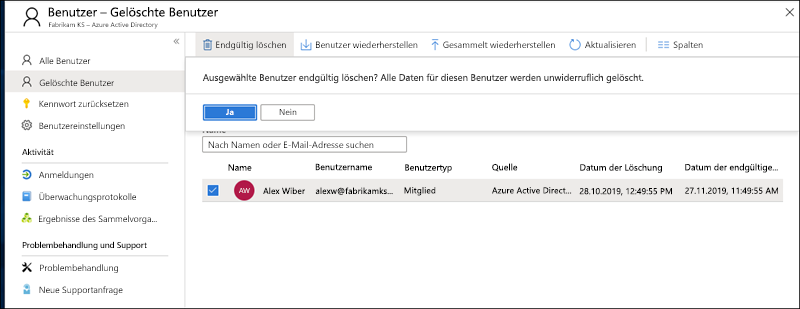 Benutzer – Gelöschte Benutzer
Fabrikam KS – Azure Active Directory
Alle Benutzer
Gelöschte Benutzer
Kennwort zurücksetzen
Benutzereinstellungen
Aktivität
Anmeldungen
Überwachungsprotokolle
Ergebnisse des Sammelvorga...
Problembehandlung und Support
Problembehandlung
Neue Supportanfrage
Endgültig löschen Benutzer wiederherstellen Gesammelt wiederherstellen Aktualisieren Spalten
Ausgewählte Benutzer endgültig löschen? Alle Daten für diesen Benutzer werden unwiderruflich gelöscht.
Ja Nein
Name
Nach Namen oder E-Mail-Adresse suchen
Name Benutzername Benutzertyp Quelle Datum der Löschung Datum der endgültige...
AW Alex Wiber alexw@fabrikamks... Mitglied Azure Active Direct... 28.10.2019, 12:49:55 PM 27.11.2019, 11:49:55 AM